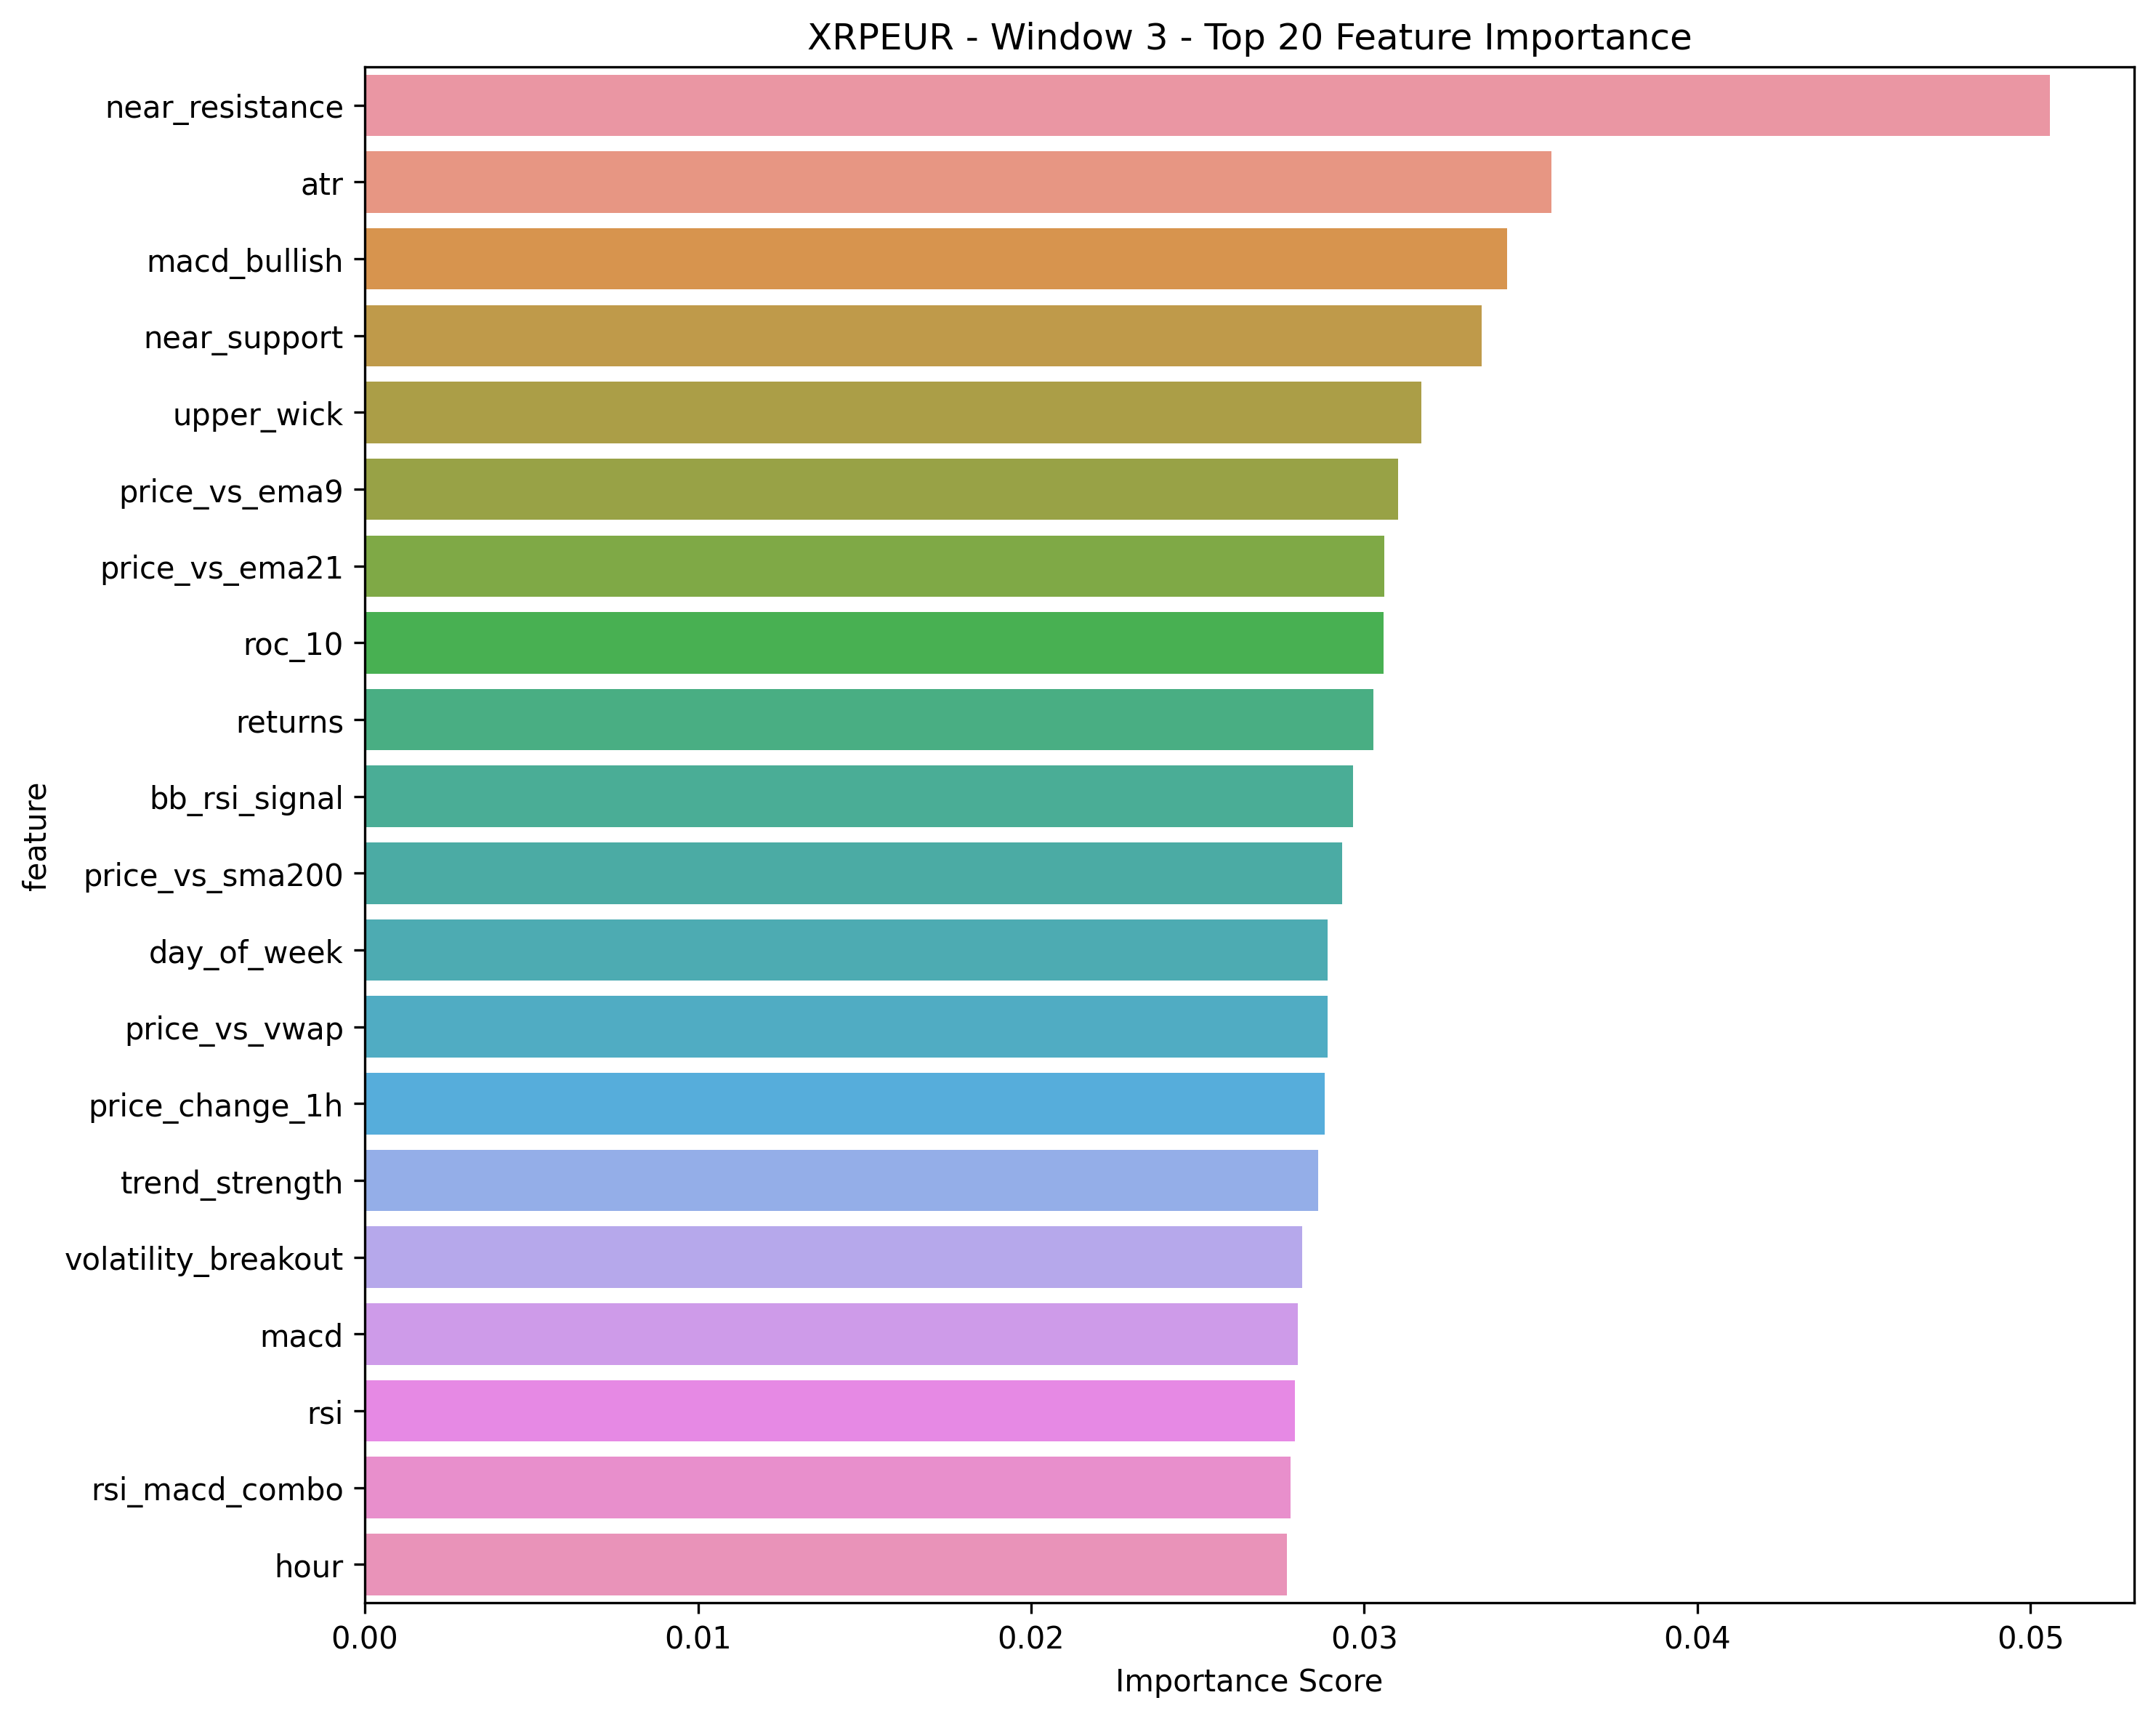 XRPEUR - Window 3 - Top 20 Feature Importance
near_resistance
atr
macd_bullish
near_support
upper_wick
price_vs_ema9
price_vs_ema21
roc_10
returns
bb_rsi_signal
price_vs_sma200
day_of_week
price_vs_vwap
price_change_1h
trend_strength
volatility_breakout
macd
rsi
rsi_macd_combo
hour
feature
0.00 0.01 0.02 0.03 0.04 0.05
Importance Score